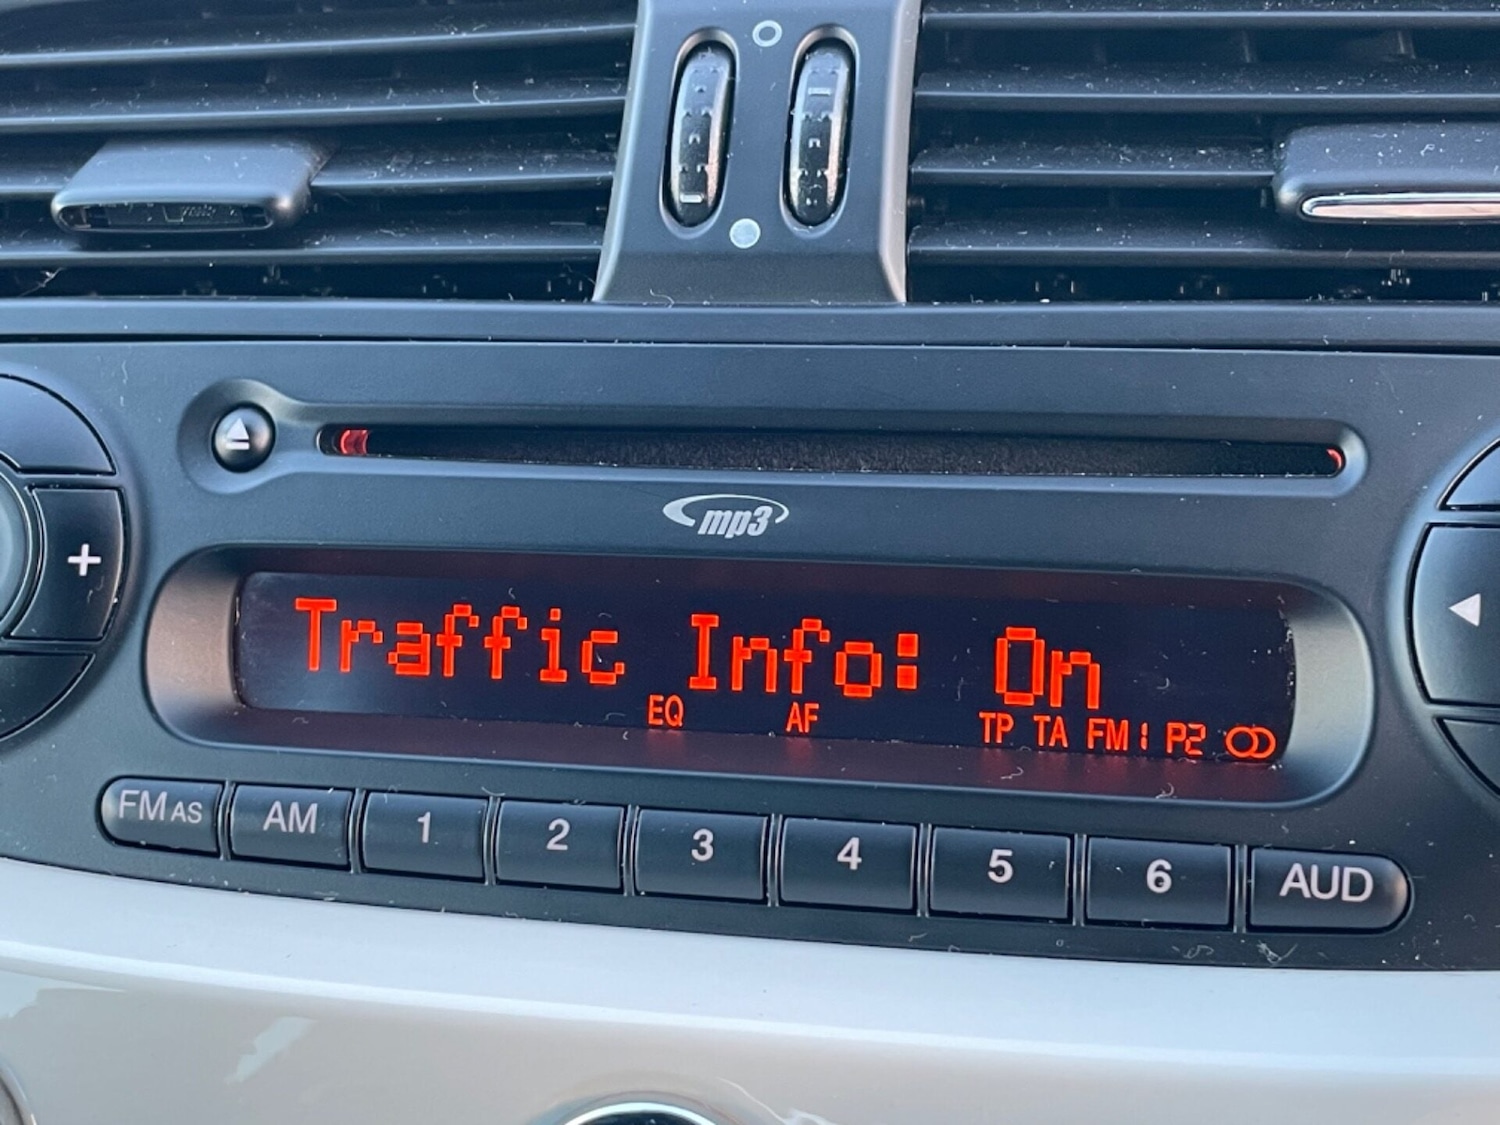 mp3
Traffic Info: On
EQ AF TP TA FM1 P2
FM AS AM 1 2 3 4 5 6 AUD